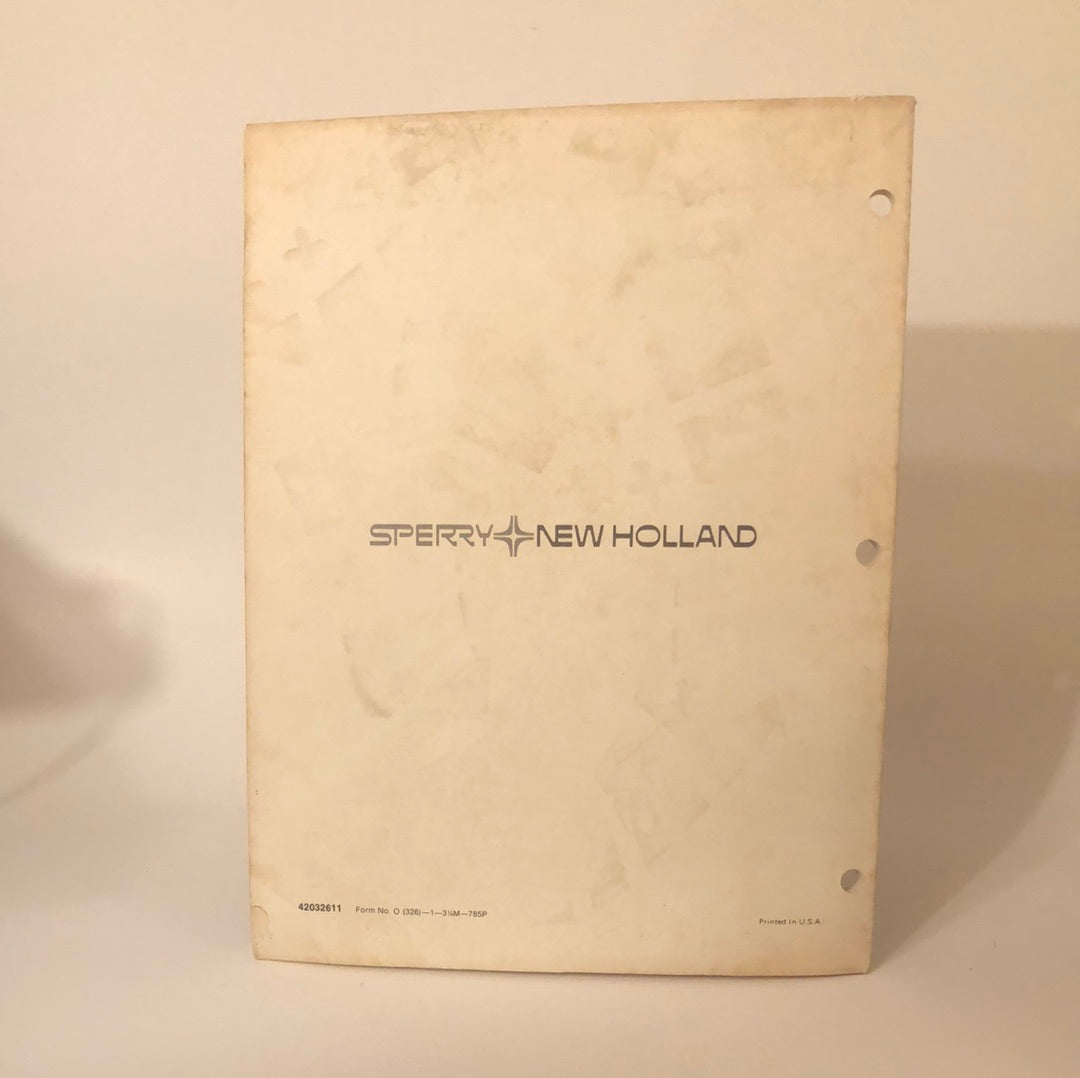 SPERRY NEW HOLLAND
42032611 Form No. O (326)—1—3½M—785P
Printed In U.S.A.